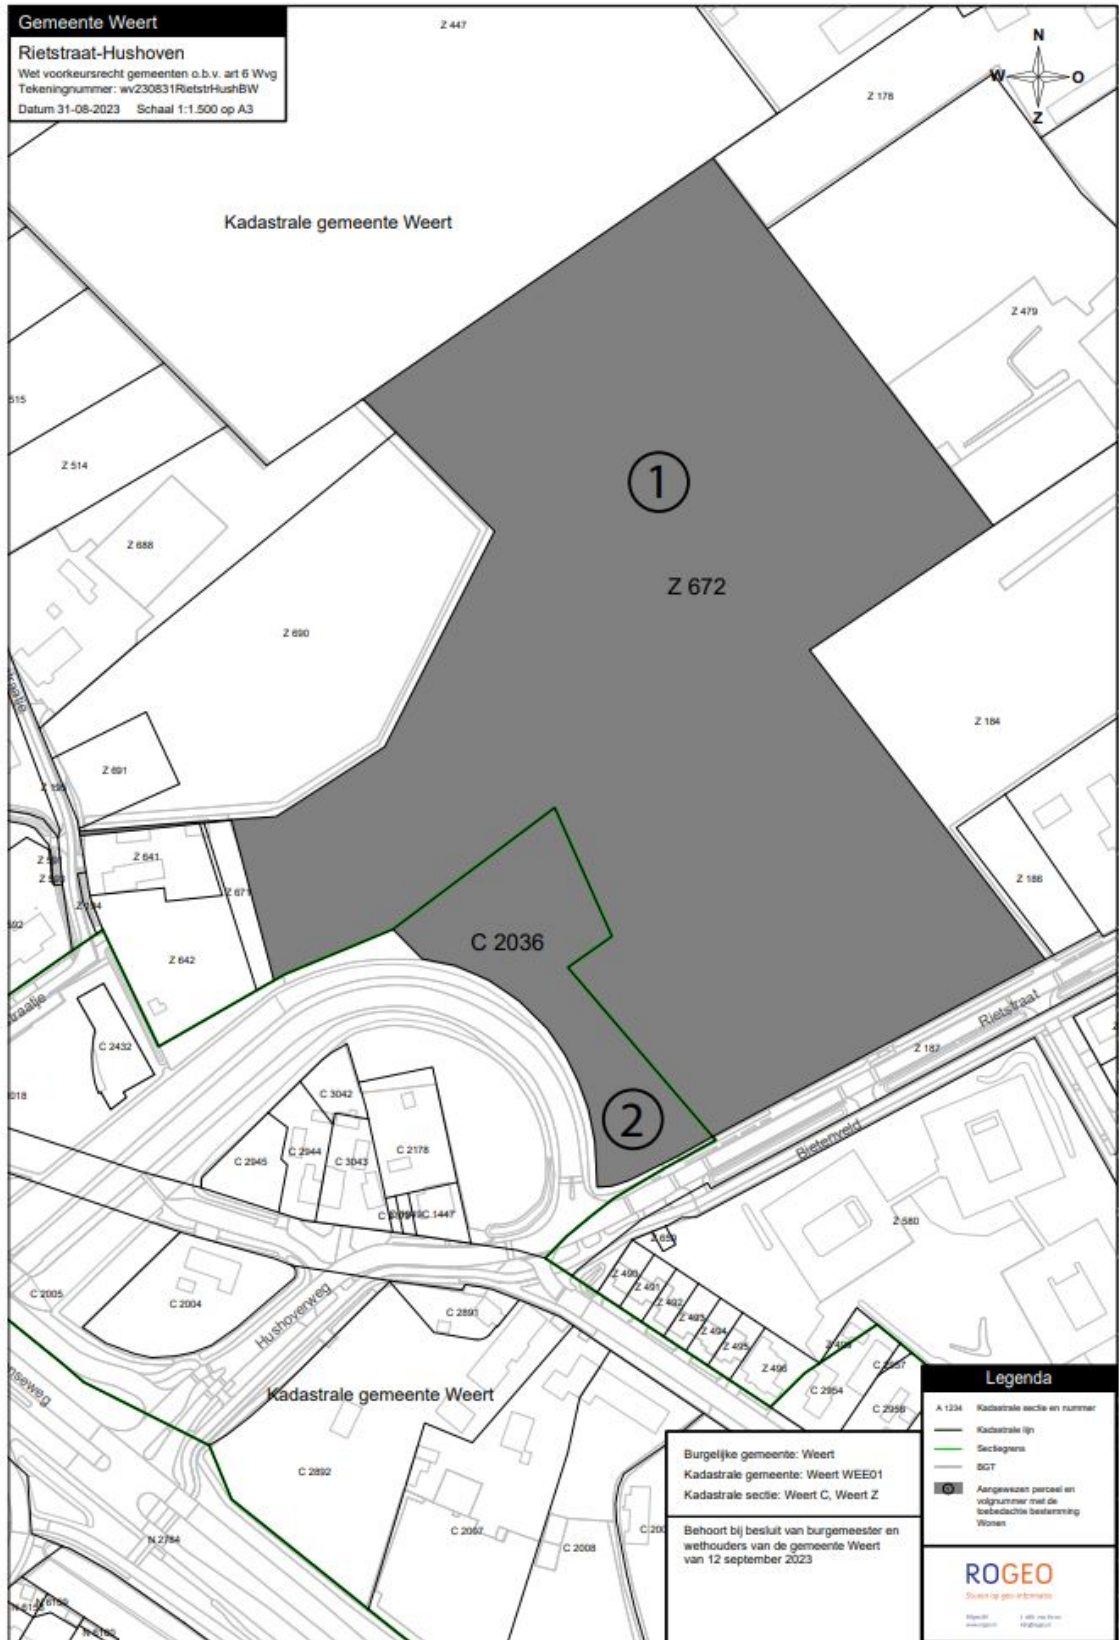 Gemeente Weert
Rietstraat-Hushoven
Wet voorkeursrecht gemeenten o.b.v. art 6 Wvg
Tekeningnummer: wv230831RietstrHushBW
Datum 31-08-2023 Schaal 1:1.500 op A3
Z 447
N
W
O
Z
Z 178
Kadastrale gemeente Weert
Z 479
515
Z 514
1
Z 688
Z 672
Z 690
Z 184
Z 691
Z 641
Z 671
Z 186
C 2036
Z 642
Rietstraat
Z 187
C 2432
018
C 3042
2
Bietenveld
C 2944
C 2178
C 2945
C 3043
C 1447
Z 580
Z 659
Z 490
Z 491
Z 492
Z 493
Z 494
Z 495
Z 496
C 2005
C 2004
Hushoverweg
C 2891
C 2957
C 2954
C 2956
Kadastrale gemeente Weert
C 2892
C 2007
C 2008
N 2784
Burgelijke gemeente: Weert
Kadastrale gemeente: Weert WEE01
Kadastrale sectie: Weert C, Weert Z
Behoort bij besluit van burgemeester en
wethouders van de gemeente Weert
van 12 september 2023
Legenda
A 1234 Kadastrale sectie en nummer
Kadastrale lijn
Sectiegrens
BGT
Aangewezen perceel en
volgnummer met de
toebedachte bestemming
Wonen
ROGEO